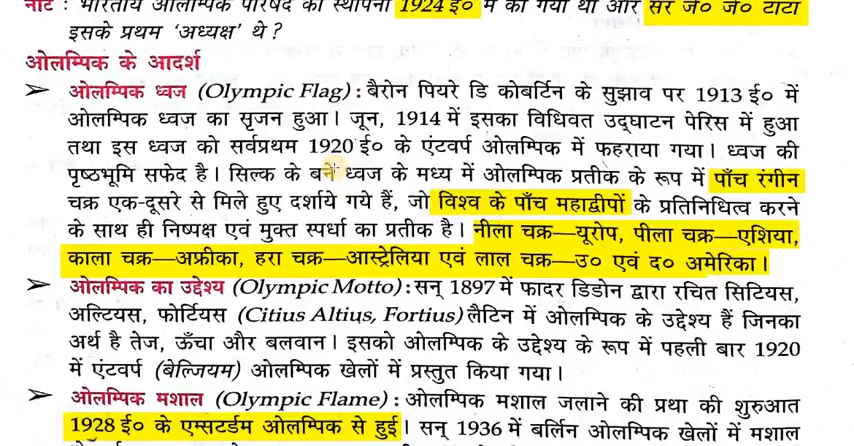 नोट : भारतीय ओलम्पिक परिषद् की स्थापना 1924 ई० में की गयी थी और सर जे० जे० टाटा
इसके प्रथम ‘अध्यक्ष’ थे ?
ओलम्पिक के आदर्श
➢ ओलम्पिक ध्वज (Olympic Flag) : बैरोन पियरे डि कोबर्टिन के सुझाव पर 1913 ई० में
ओलम्पिक ध्वज का सृजन हुआ। जून, 1914 में इसका विधिवत उद्घाटन पेरिस में हुआ
तथा इस ध्वज को सर्वप्रथम 1920 ई० के एंटवर्प ओलम्पिक में फहराया गया। ध्वज की
पृष्ठभूमि सफेद है। सिल्क के बने ध्वज के मध्य में ओलम्पिक प्रतीक के रूप में पाँच रंगीन
चक्र एक-दूसरे से मिले हुए दर्शाये गये हैं, जो विश्व के पाँच महाद्वीपों के प्रतिनिधित्व करने
के साथ ही निष्पक्ष एवं मुक्त स्पर्धा का प्रतीक है। नीला चक्र—यूरोप, पीला चक्र—एशिया,
काला चक्र—अफ्रीका, हरा चक्र—आस्ट्रेलिया एवं लाल चक्र—उ० एवं द० अमेरिका।
➢ ओलम्पिक का उद्देश्य (Olympic Motto) : सन् 1897 में फादर डिडोन द्वारा रचित सिटियस,
अल्टियस, फोर्टियस (Citius Altius, Fortius) लैटिन में ओलम्पिक के उद्देश्य हैं जिनका
अर्थ है तेज, ऊँचा और बलवान। इसको ओलम्पिक के उद्देश्य के रूप में पहली बार 1920
में एंटवर्प (बेल्जियम) ओलम्पिक खेलों में प्रस्तुत किया गया।
➢ ओलम्पिक मशाल (Olympic Flame) : ओलम्पिक मशाल जलाने की प्रथा की शुरुआत
1928 ई० के एम्सटर्डम ओलम्पिक से हुई। सन् 1936 में बर्लिन ओलम्पिक खेलों में मशाल